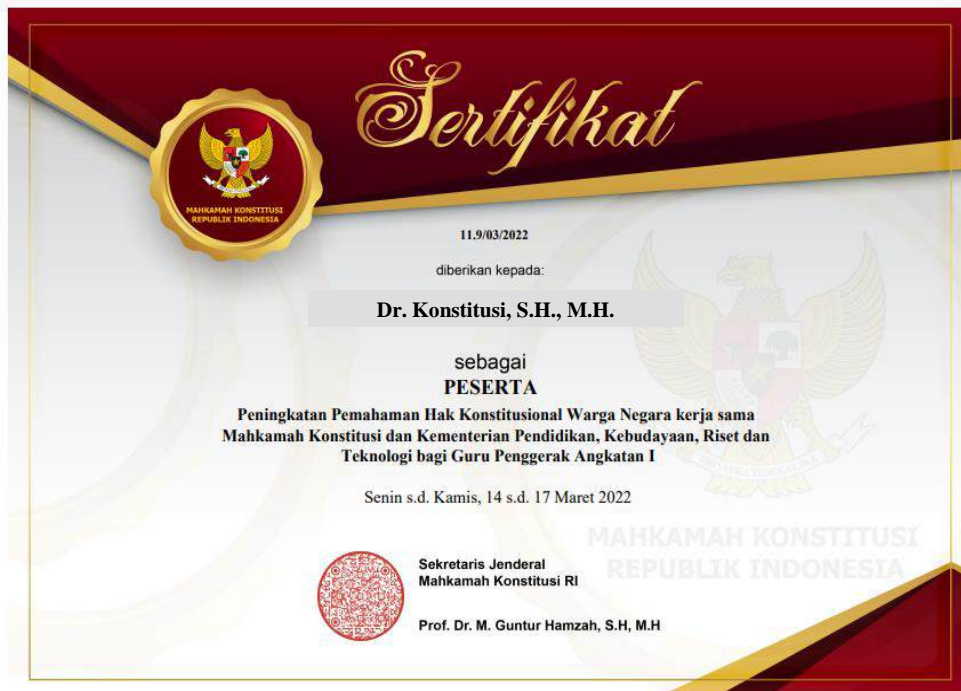 Sertifikat
MAHKAMAH KONSTITUSI
REPUBLIK INDONESIA
11.9/03/2022
diberikan kepada:
Dr. Konstitusi, S.H., M.H.
sebagai
PESERTA
Peningkatan Pemahaman Hak Konstitusional Warga Negara kerja sama
Mahkamah Konstitusi dan Kementerian Pendidikan, Kebudayaan, Riset dan
Teknologi bagi Guru Penggerak Angkatan I
Senin s.d. Kamis, 14 s.d. 17 Maret 2022
MAHKAMAH KONSTITUSI
REPUBLIK INDONESIA
Sekretaris Jenderal
Mahkamah Konstitusi RI
Prof. Dr. M. Guntur Hamzah, S.H, M.H